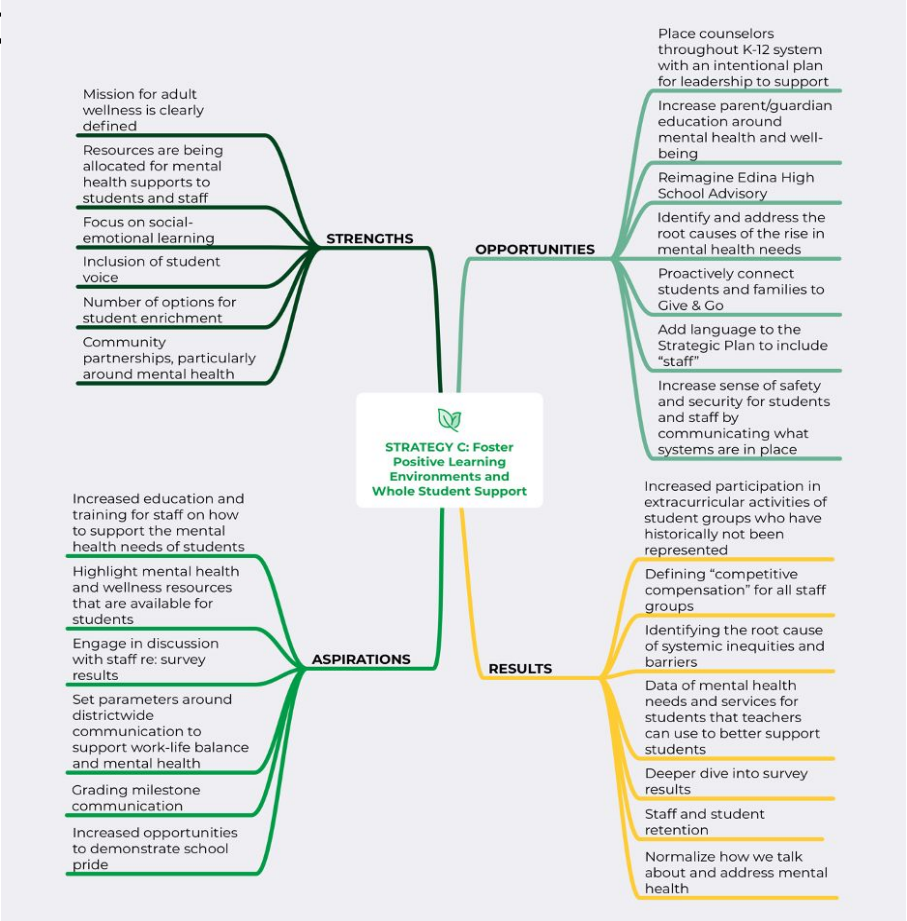 Mission for adult
wellness is clearly
defined
Resources are being
allocated for mental
health supports to
students and staff
Focus on social-
emotional learning
Inclusion of student
voice
Number of options for
student enrichment
Community
partnerships, particularly
around mental health
STRENGTHS
Place counselors
throughout K-12 system
with an intentional plan
for leadership to support
Increase parent/guardian
education around
mental health and well-
being
Reimagine Edina High
School Advisory
Identify and address the
root causes of the rise in
mental health needs
Proactively connect
students and families to
Give & Go
Add language to the
Strategic Plan to include
“staff”
Increase sense of safety
and security for students
and staff by
communicating what
systems are in place
OPPORTUNITIES
STRATEGY C: Foster
Positive Learning
Environments and
Whole Student Support
Increased education and
training for staff on how
to support the mental
health needs of students
Highlight mental health
and wellness resources
that are available for
students
Engage in discussion
with staff re: survey
results
Set parameters around
districtwide
communication to
support work-life balance
and mental health
Grading milestone
communication
Increased opportunities
to demonstrate school
pride
ASPIRATIONS
Increased participation in
extracurricular activities of
student groups who have
historically not been
represented
Defining “competitive
compensation” for all staff
groups
Identifying the root cause
of systemic inequities and
barriers
Data of mental health
needs and services for
students that teachers
can use to better support
students
Deeper dive into survey
results
Staff and student
retention
Normalize how we talk
about and address mental
health
RESULTS